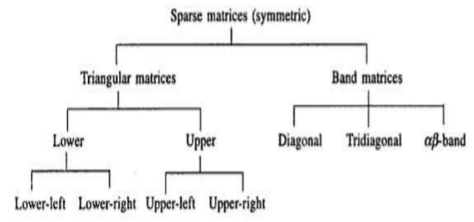 Sparse matrices (symmetric)
Triangular matrices Band matrices
Lower Upper Diagonal Tridiagonal αβ-band
Lower-left Lower-right Upper-left Upper-right